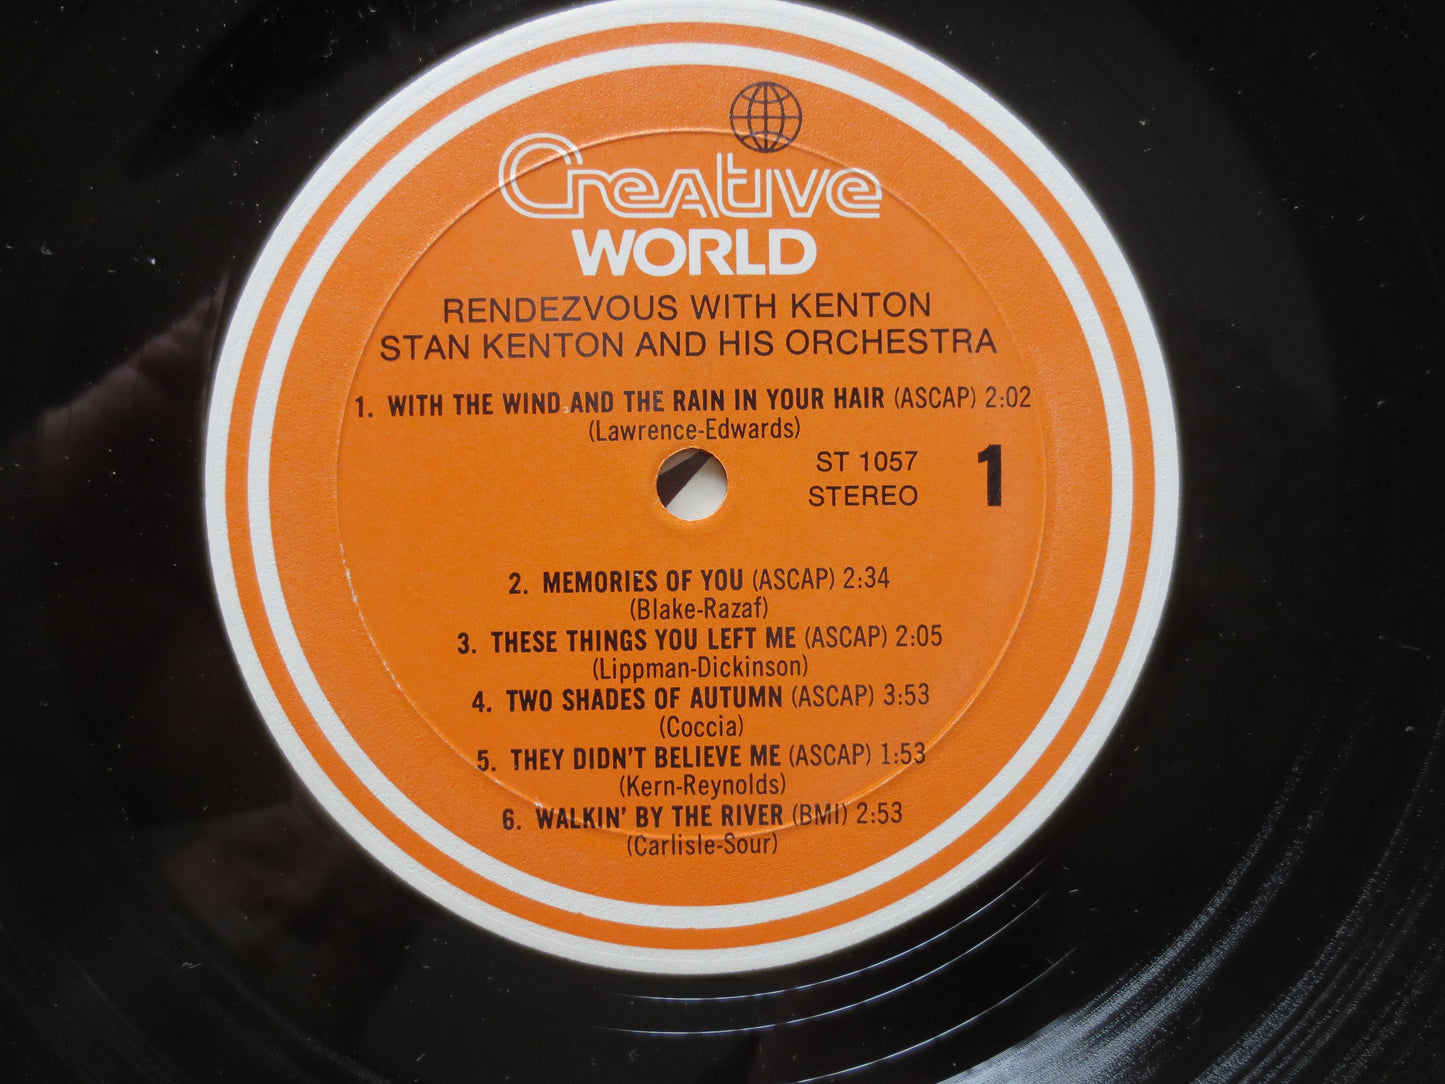 Creative
WORLD
RENDEZVOUS WITH KENTON
STAN KENTON AND HIS ORCHESTRA
1. WITH THE WIND AND THE RAIN IN YOUR HAIR (ASCAP) 2:02
(Lawrence-Edwards)
ST 1057
STEREO
1
2. MEMORIES OF YOU (ASCAP) 2:34
(Blake-Razaf)
3. THESE THINGS YOU LEFT ME (ASCAP) 2:05
(Lippman-Dickinson)
4. TWO SHADES OF AUTUMN (ASCAP) 3:53
(Coccia)
5. THEY DIDN'T BELIEVE ME (ASCAP) 1:53
(Kern-Reynolds)
6. WALKIN' BY THE RIVER (BMI) 2:53
(Carlisle-Sour)